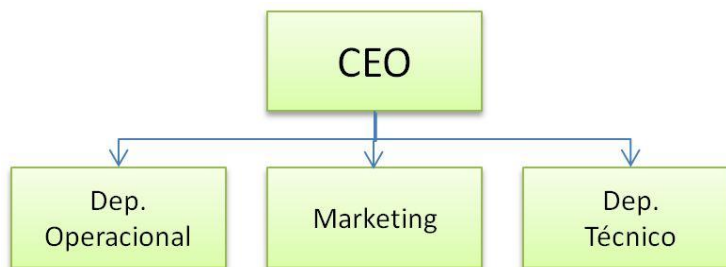 CEO
Dep.
Operacional
Marketing
Dep.
Técnico